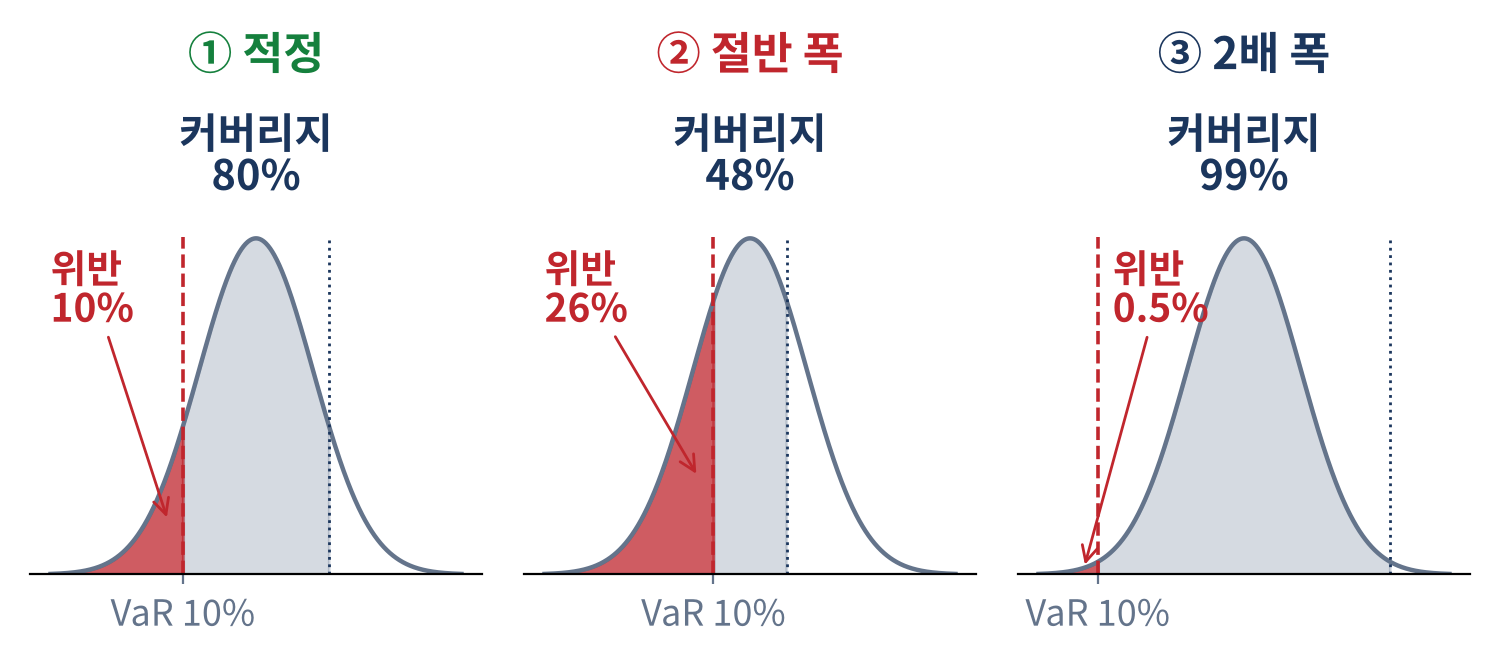 ① 적정
커버리지
80%
위반
10%
VaR 10%
② 절반 폭
커버리지
48%
위반
26%
VaR 10%
③ 2배 폭
커버리지
99%
위반
0.5%
VaR 10%